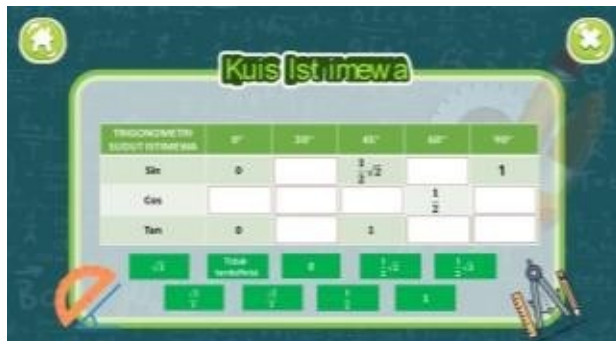 Kuis Istimewa
TRIGONOMETRI SUDUT ISTIMEWA 0° 30° 45° 60° 90°
Sin 0 1/2√2 1
Cos 1/2
Tan 0 1
√3 Tidak terdefinisi 0 1/2√2 1/2√3
1